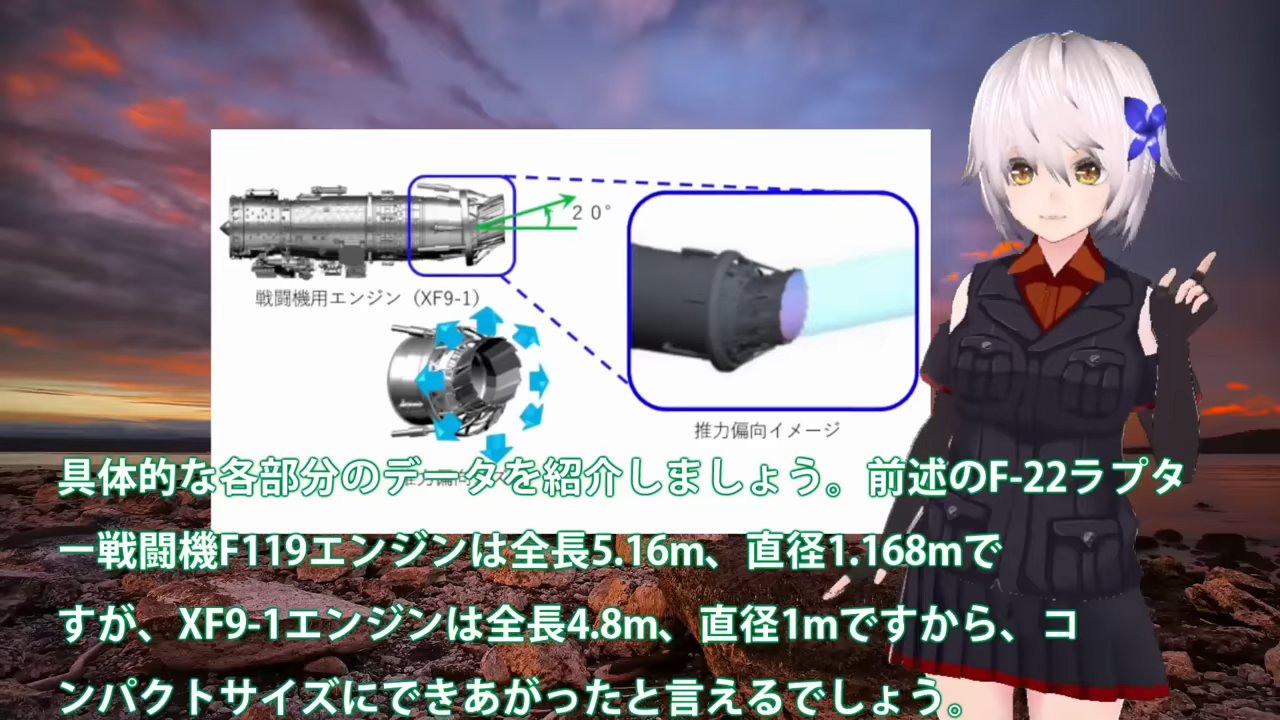 20°
戦闘機用エンジン（XF9-1）
推力偏向イメージ
具体的な各部分のデータを紹介しましょう。前述のF-22ラプタ
ー戦闘機F119エンジンは全長5.16m、直径1.168mで
すが、XF9-1エンジンは全長4.8m、直径1mですから、コ
ンパクトサイズにできあがったと言えるでしょう。